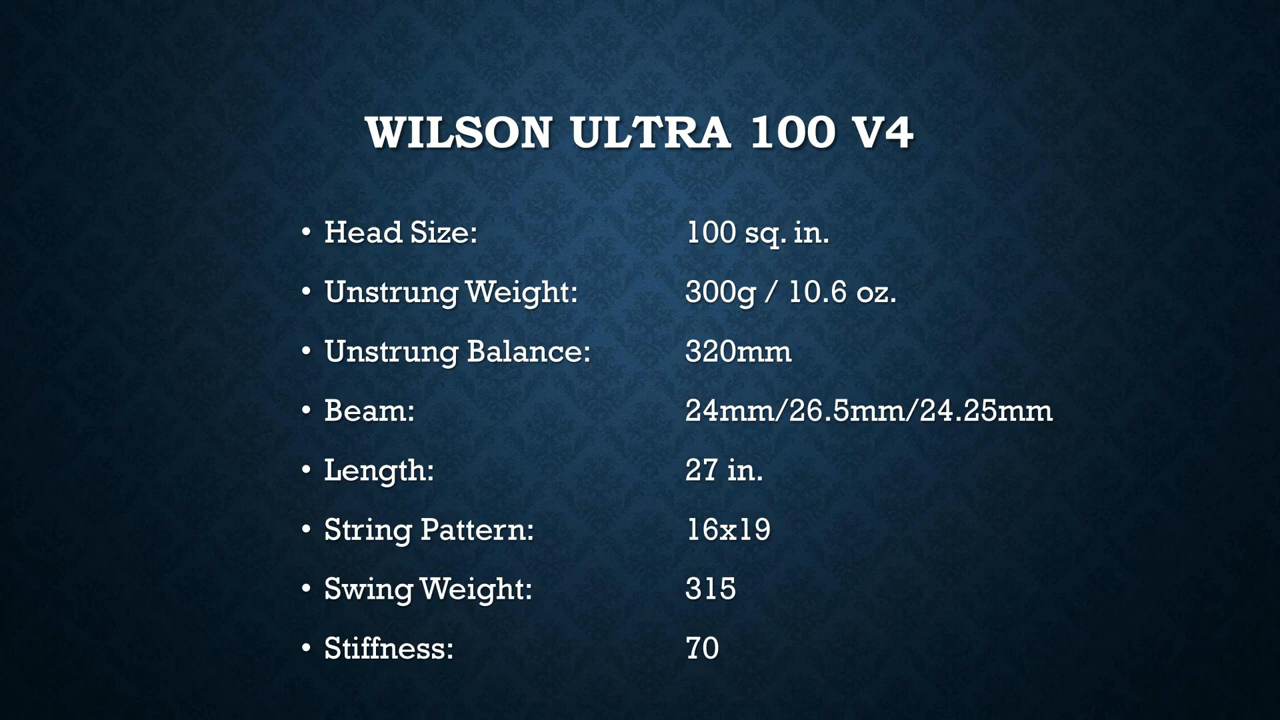 WILSON ULTRA 100 V4
• Head Size: 100 sq. in.
• Unstrung Weight: 300g / 10.6 oz.
• Unstrung Balance: 320mm
• Beam: 24mm/26.5mm/24.25mm
• Length: 27 in.
• String Pattern: 16x19
• Swing Weight: 315
• Stiffness: 70